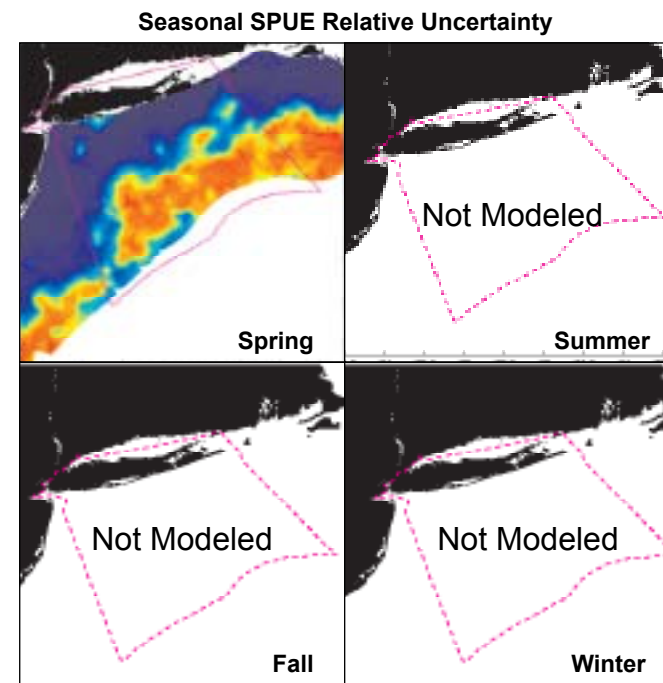 Seasonal SPUE Relative Uncertainty
Spring
Not Modeled
Summer
Not Modeled
Fall
Not Modeled
Winter